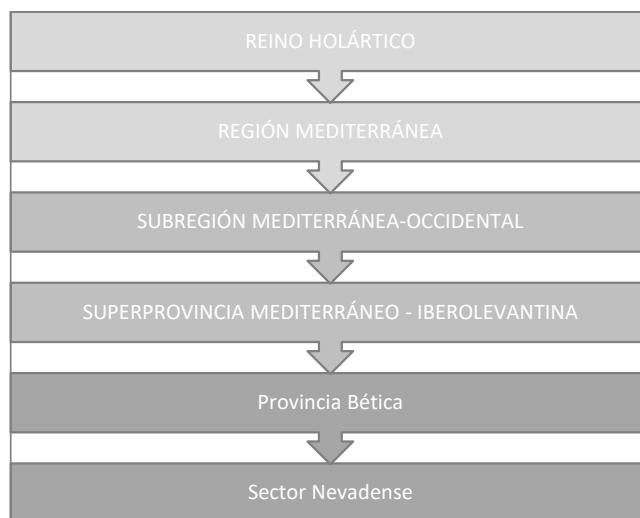 REINO HOLÁRTICO
REGIÓN MEDITERRÁNEA
SUBREGIÓN MEDITERRÁNEA-OCCIDENTAL
SUPERPROVINCIA MEDITERRÁNEO - IBEROLEVANTINA
Provincia Bética
Sector Nevadense